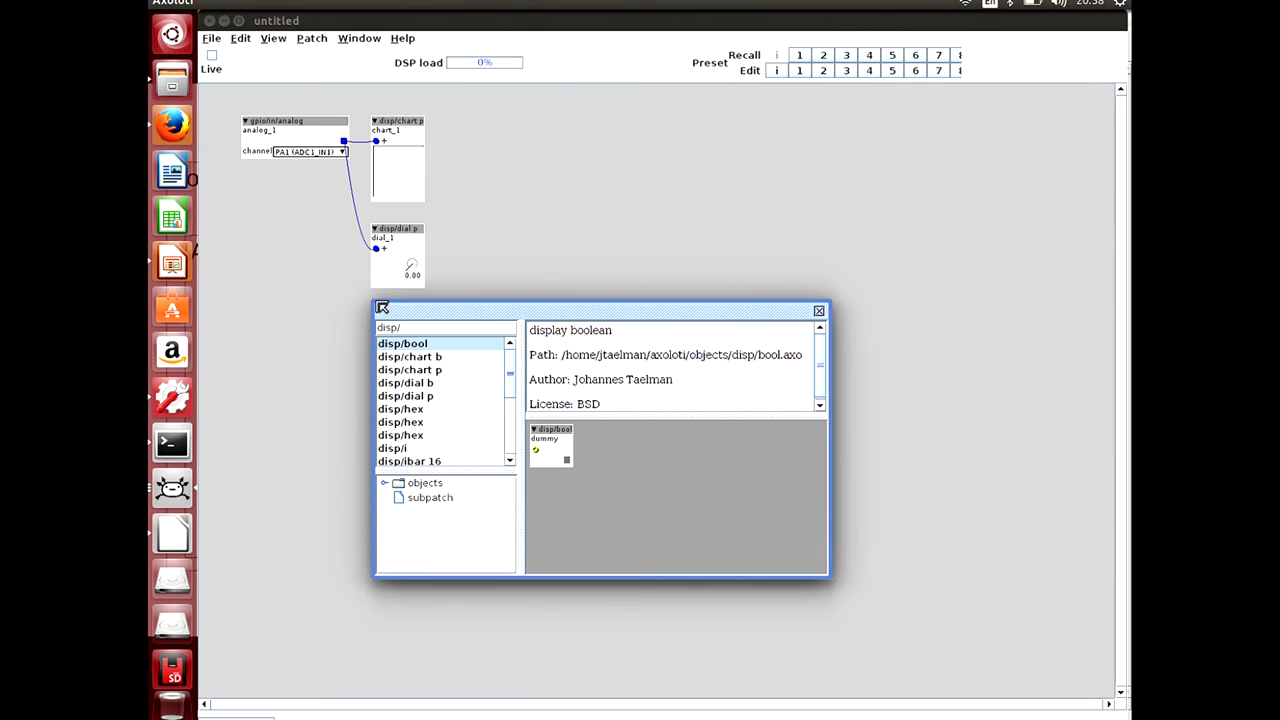 Axoloti
En
20:38
untitled
File Edit View Patch Window Help
Live
DSP load 0%
Preset
Recall i 1 2 3 4 5 6 7 8
Edit i 1 2 3 4 5 6 7 8
gpio/in/analog
analog_1
channel PA1 (ADC1_IN1)
disp/chart p
chart_1
+
disp/dial p
dial_1
+
0.00
disp/
disp/bool
disp/chart b
disp/chart p
disp/dial b
disp/dial p
disp/hex
disp/hex
disp/hex
disp/i
disp/ibar 16
objects
subpatch
display boolean
Path: /home/jtaelman/axoloti/objects/disp/bool.axo
Author: Johannes Taelman
License: BSD
disp/bool
dummy
SD